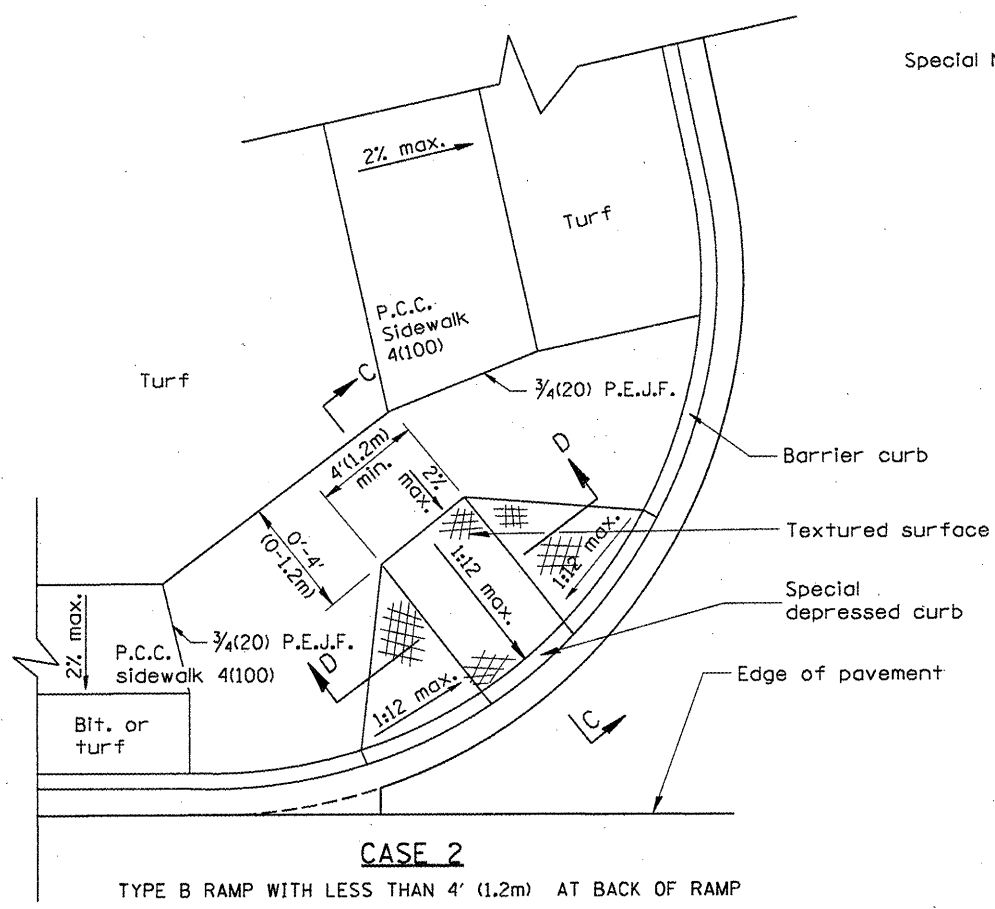 Special
2% max.
Turf
P.C.C.
Sidewalk
4(100)
C
Turf
3/4(20) P.E.J.F.
4'(1.2m)
min.
2%
max.
D
Barrier curb
0'-4'
(0-1.2m)
1:12 max.
1:12 max.
Textured surface
Special
depressed curb
2% max.
3/4(20) P.E.J.F.
P.C.C.
sidewalk 4(100)
D
1:12 max.
Edge of pavement
Bit. or
turf
C
CASE 2
TYPE B RAMP WITH LESS THAN 4' (1.2m) AT BACK OF RAMP